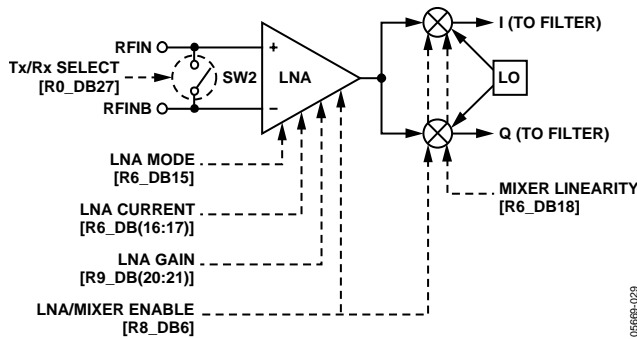 RFIN
I (TO FILTER)
Tx/Rx SELECT
[R0_DB27]
SW2
+
LNA
−
LO
RFINB
Q (TO FILTER)
LNA MODE
[R6_DB15]
MIXER LINEARITY
[R6_DB18]
LNA CURRENT
[R6_DB(16:17)]
LNA GAIN
[R9_DB(20:21)]
LNA/MIXER ENABLE
[R8_DB6]
05669-029